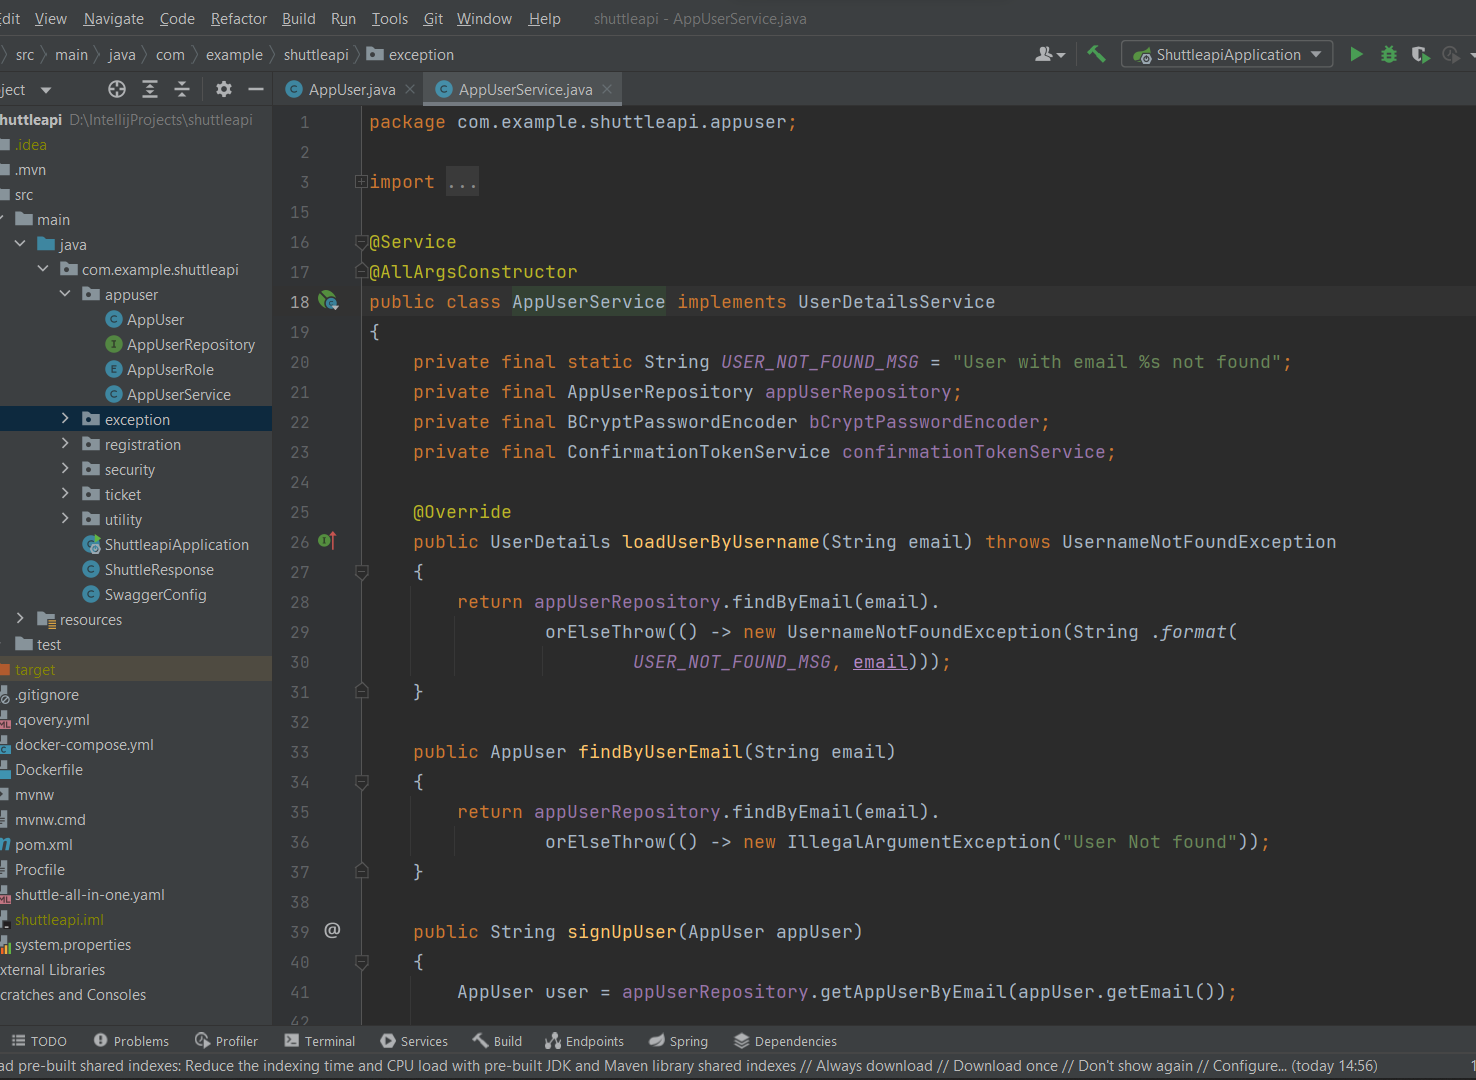 dit View Navigate Code Refactor Build Run Tools Git Window Help shuttleapi - AppUserService.java
src main java com example shuttleapi exception ShuttleapiApplication
ject AppUser.java AppUserService.java
huttleapi D:\IntellijProjects\shuttleapi
.idea
.mvn
src
main
java
com.example.shuttleapi
appuser
AppUser
AppUserRepository
AppUserRole
AppUserService
exception
registration
security
ticket
utility
ShuttleapiApplication
ShuttleResponse
SwaggerConfig
resources
test
target
.gitignore
.qovery.yml
docker-compose.yml
Dockerfile
mvnw
mvnw.cmd
pom.xml
Procfile
shuttle-all-in-one.yaml
shuttleapi.iml
system.properties
xternal Libraries
cratches and Consoles
1 package com.example.shuttleapi.appuser;
2
3 import ...
15
16 @Service
17 @AllArgsConstructor
18 public class AppUserService implements UserDetailsService
19 {
20 private final static String USER_NOT_FOUND_MSG = "User with email %s not found";
21 private final AppUserRepository appUserRepository;
22 private final BCryptPasswordEncoder bCryptPasswordEncoder;
23 private final ConfirmationTokenService confirmationTokenService;
24
25 @Override
26 public UserDetails loadUserByUsername(String email) throws UsernameNotFoundException
27 {
28 return appUserRepository.findByEmail(email).
29 orElseThrow(() -> new UsernameNotFoundException(String .format(
30 USER_NOT_FOUND_MSG, email)));
31 }
32
33 public AppUser findByUserEmail(String email)
34 {
35 return appUserRepository.findByEmail(email).
36 orElseThrow(() -> new IllegalArgumentException("User Not found"));
37 }
38
39 @ public String signUpUser(AppUser appUser)
40 {
41 AppUser user = appUserRepository.getAppUserByEmail(appUser.getEmail());
42
TODO Problems Profiler Terminal Services Build Endpoints Spring Dependencies
ad pre-built shared indexes: Reduce the indexing time and CPU load with pre-built JDK and Maven library shared indexes // Always download // Download once // Don't show again // Configure... (today 14:56)